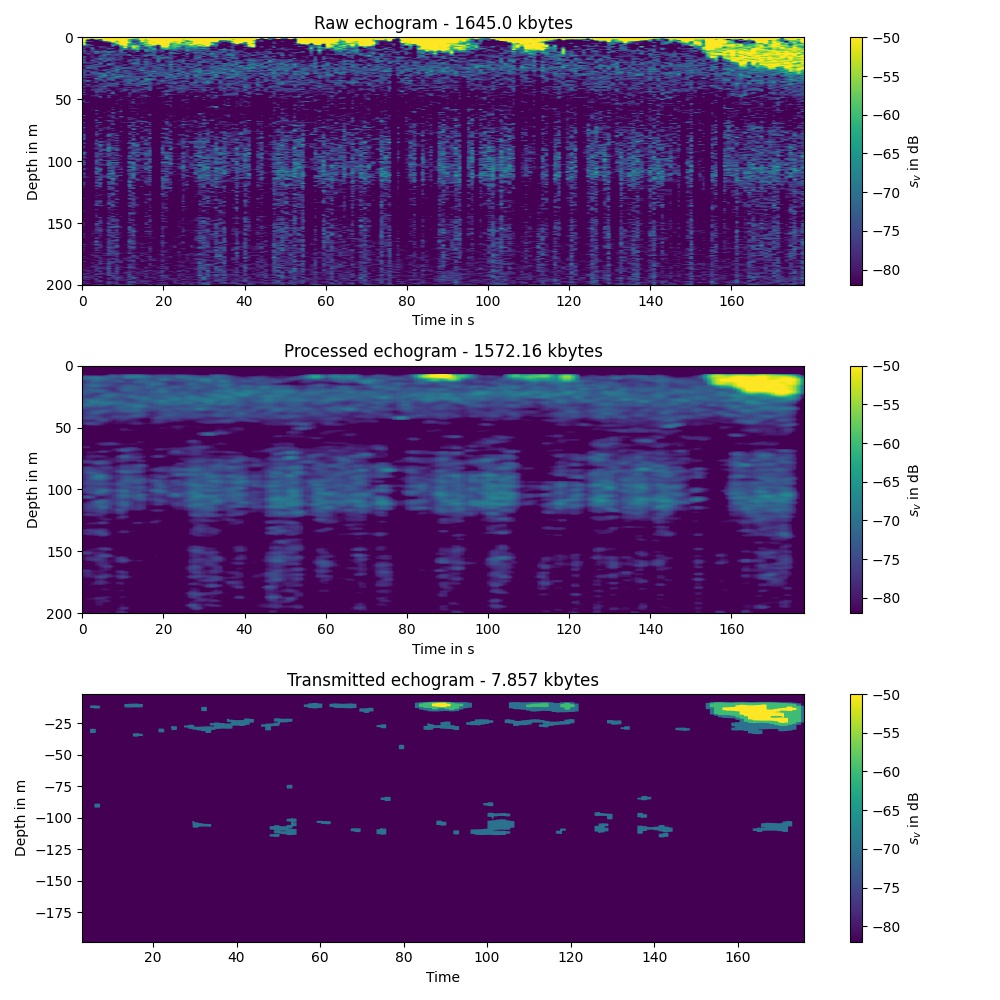 Raw echogram - 1645.0 kbytes
0
50
100
150
200
Depth in m
0 20 40 60 80 100 120 140 160
Time in s
−50
−55
−60
−65
−70
−75
−80
s_v in dB
Processed echogram - 1572.16 kbytes
0
50
100
150
200
Depth in m
0 20 40 60 80 100 120 140 160
Time in s
−50
−55
−60
−65
−70
−75
−80
s_v in dB
Transmitted echogram - 7.857 kbytes
−25
−50
−75
−100
−125
−150
−175
Depth in m
20 40 60 80 100 120 140 160
Time
−50
−55
−60
−65
−70
−75
−80
s_v in dB